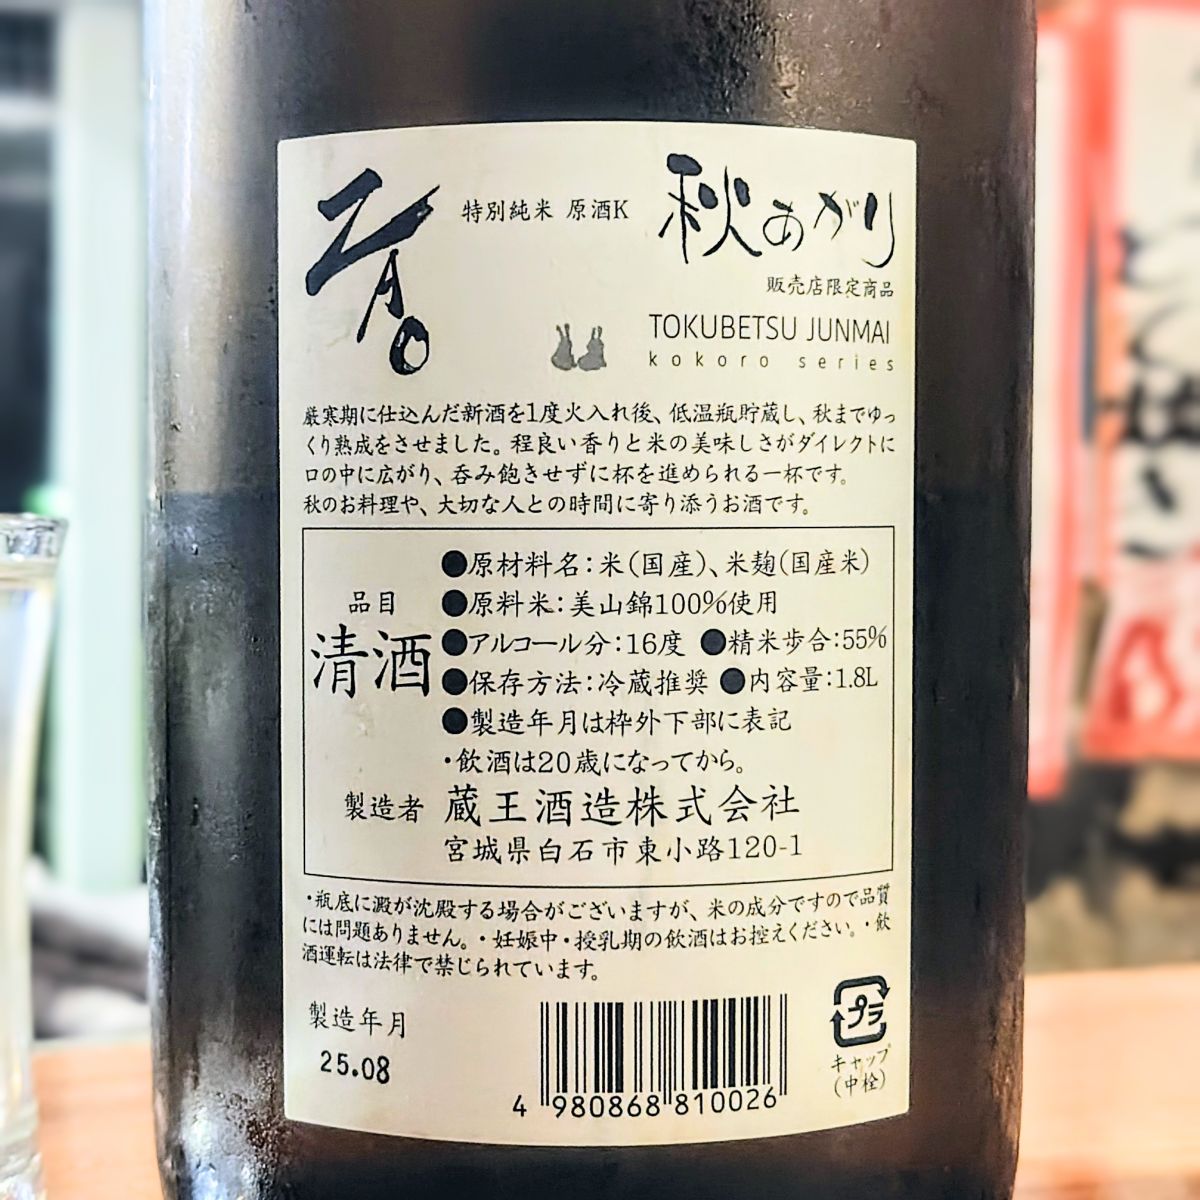 ZAO
特別純米 原酒K
秋あがり
販売店限定商品
TOKUBETSU JUNMAI
kokoro series
厳寒期に仕込んだ新酒を1度火入れ後、低温瓶貯蔵し、秋までゆっ
くり熟成をさせました。程良い香りと米の美味しさがダイレクトに
口の中に広がり、呑み飽きせずに杯を進められる一杯です。
秋のお料理や、大切な人との時間に寄り添うお酒です。
品目
清酒
●原材料名：米（国産）、米麹（国産米）
●原料米：美山錦100%使用
●アルコール分：16度 ●精米歩合：55%
●保存方法：冷蔵推奨 ●内容量：1.8L
●製造年月は枠外下部に表記
・飲酒は20歳になってから。
製造者 蔵王酒造株式会社
宮城県白石市東小路120-1
・瓶底に澱が沈殿する場合がございますが、米の成分ですので品質
には問題ありません。・妊娠中・授乳期の飲酒はお控えください。・飲
酒運転は法律で禁じられています。
製造年月
25.08
4 980868 810026
プラ
キャップ
（中栓）